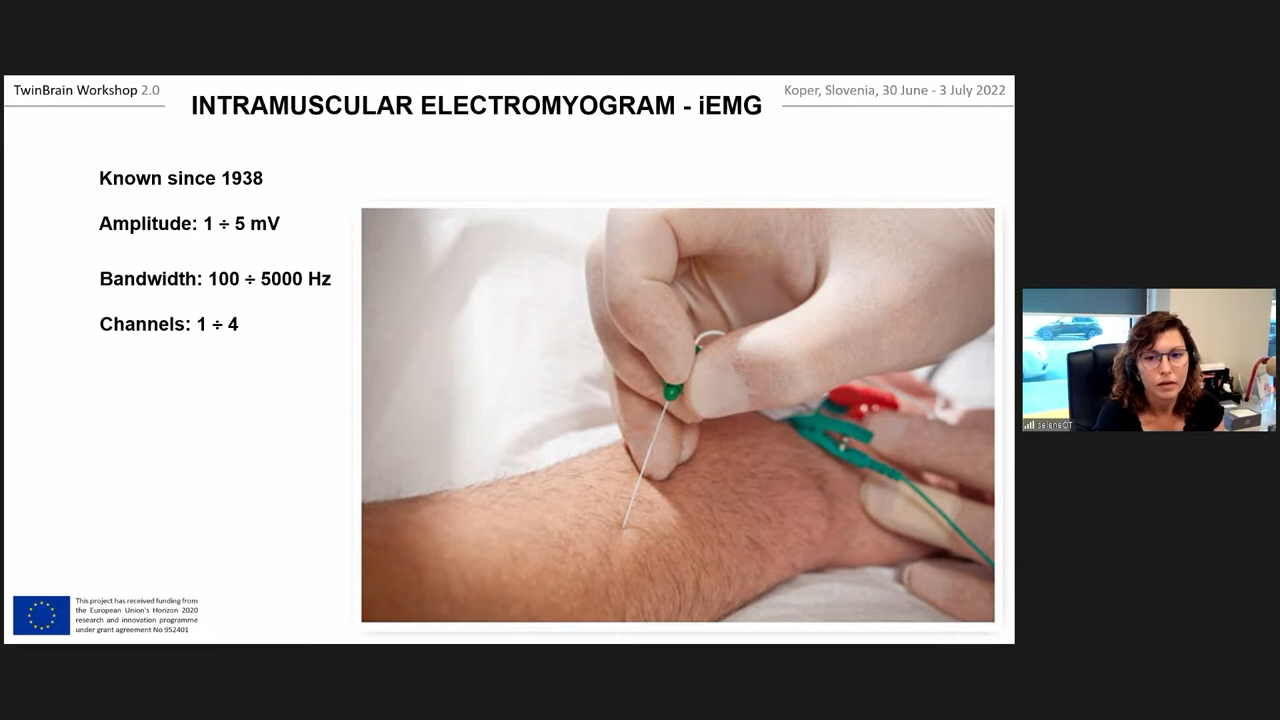 TwinBrain Workshop 2.0
Koper, Slovenia, 30 June - 3 July 2022
INTRAMUSCULAR ELECTROMYOGRAM - iEMG
Known since 1938
Amplitude: 1 ÷ 5 mV
Bandwidth: 100 ÷ 5000 Hz
Channels: 1 ÷ 4
seleneOT
This project has received funding from
the European Union's Horizon 2020
research and innovation programme
under grant agreement No 952401